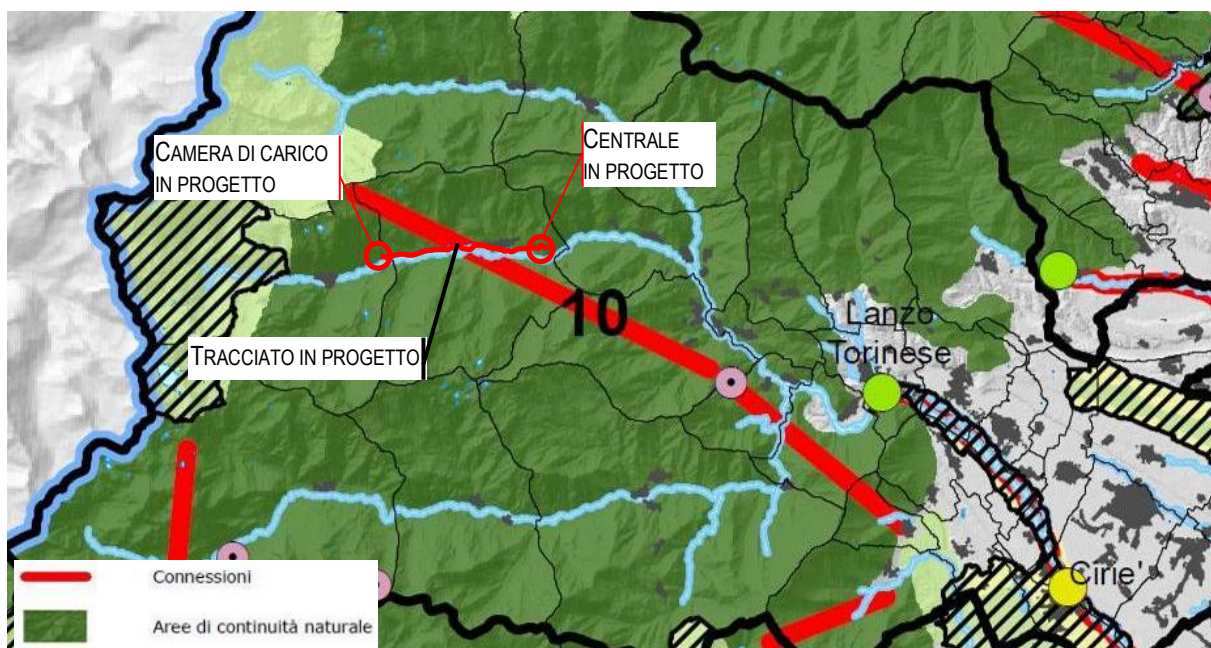 CAMERA DI CARICO
IN PROGETTO
CENTRALE
IN PROGETTO
TRACCIATO IN PROGETTO
10
Lanzo
Torinese
Cirie'
Connessioni
Aree di continuità naturale